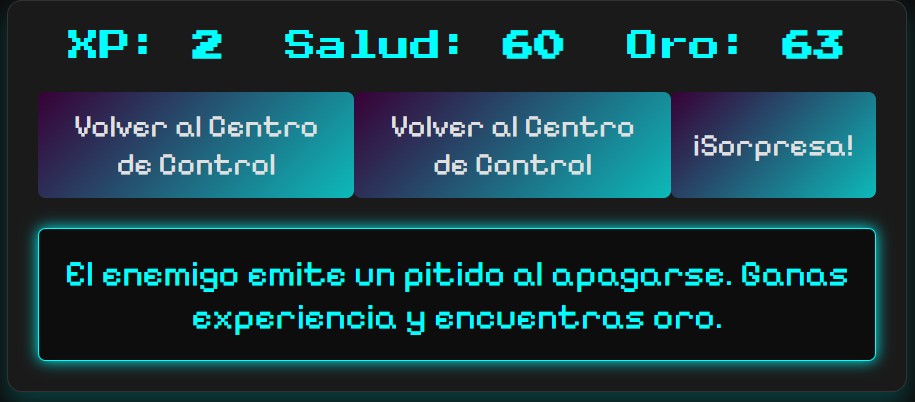 XP: 2 Salud: 60 Oro: 63
Volver al Centro
de Control
Volver al Centro
de Control
¡Sorpresa!
El enemigo emite un pitido al apagarse. Ganas
experiencia y encuentras oro.